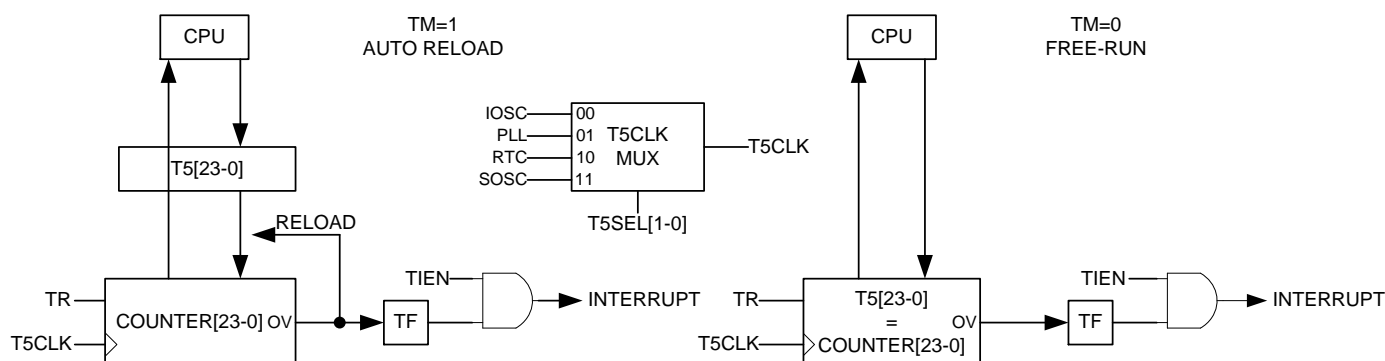 CPU
TM=1
AUTO RELOAD
CPU
TM=0
FREE-RUN
IOSC
00
PLL
01
RTC
10
SOSC
11
T5CLK
MUX
T5CLK
T5SEL[1-0]
T5[23-0]
RELOAD
TR
T5CLK
COUNTER[23-0]
OV
TF
TIEN
INTERRUPT
TR
T5CLK
T5[23-0]
=
COUNTER[23-0]
OV
TF
TIEN
INTERRUPT